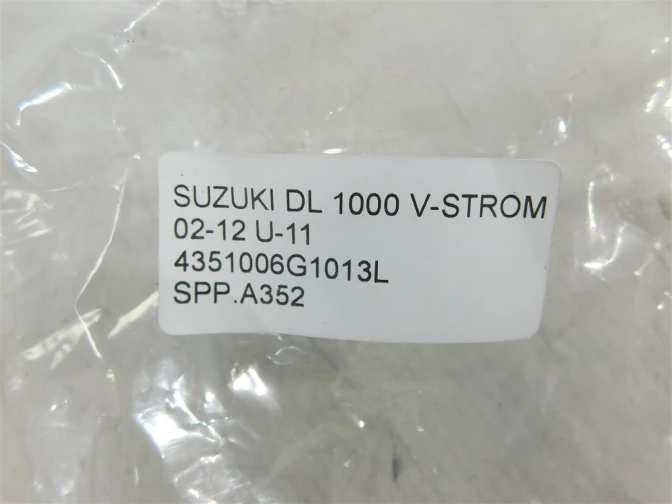 SUZUKI DL 1000 V-STROM
02-12 U-11
4351006G1013L
SPP.A352